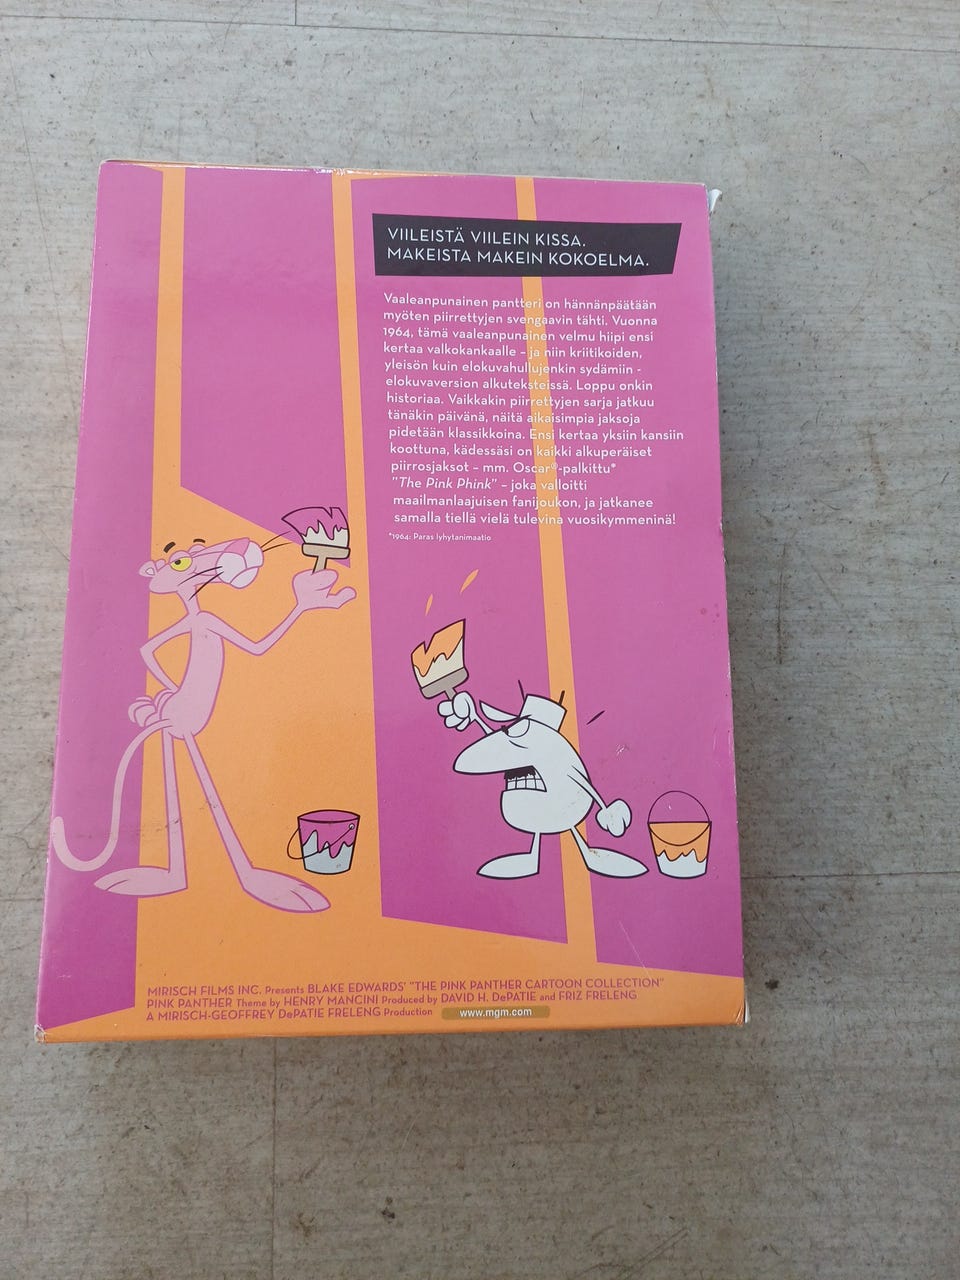 VIILEISTÄ VIILEIN KISSA.
MAKEISTA MAKEIN KOKOELMA.
Vaaleanpunainen pantteri on hännänpäätään
myöten piirrettyjen svengaavin tähti. Vuonna
1964, tämä vaaleanpunainen velmu hiipi ensi
kertaa valkokankaalle – ja niin kriitikoiden,
yleisön kuin elokuvahullujenkin sydämiin -
elokuvaversion alkuteksteissä. Loppu onkin
historiaa. Vaikkakin piirrettyjen sarja jatkuu
tänäkin päivänä, näitä aikaisimpia jaksoja
pidetään klassikkoina. Ensi kertaa yksiin kansiin
koottuna, kädessäsi on kaikki alkuperäiset
piirrosjaksot – mm. Oscar®-palkittu*
"The Pink Phink" – joka valloitti
maailmanlaajuisen fanijoukon, ja jatkanee
samalla tiellä vielä tulevina vuosikymmeninä!
*1964: Paras lyhytanimaatio
MIRISCH FILMS INC. Presents BLAKE EDWARDS' "THE PINK PANTHER CARTOON COLLECTION"
PINK PANTHER Theme by HENRY MANCINI Produced by DAVID H. DePATIE and FRIZ FRELENG
A MIRISCH-GEOFFREY DePATIE FRELENG Production www.mgm.com